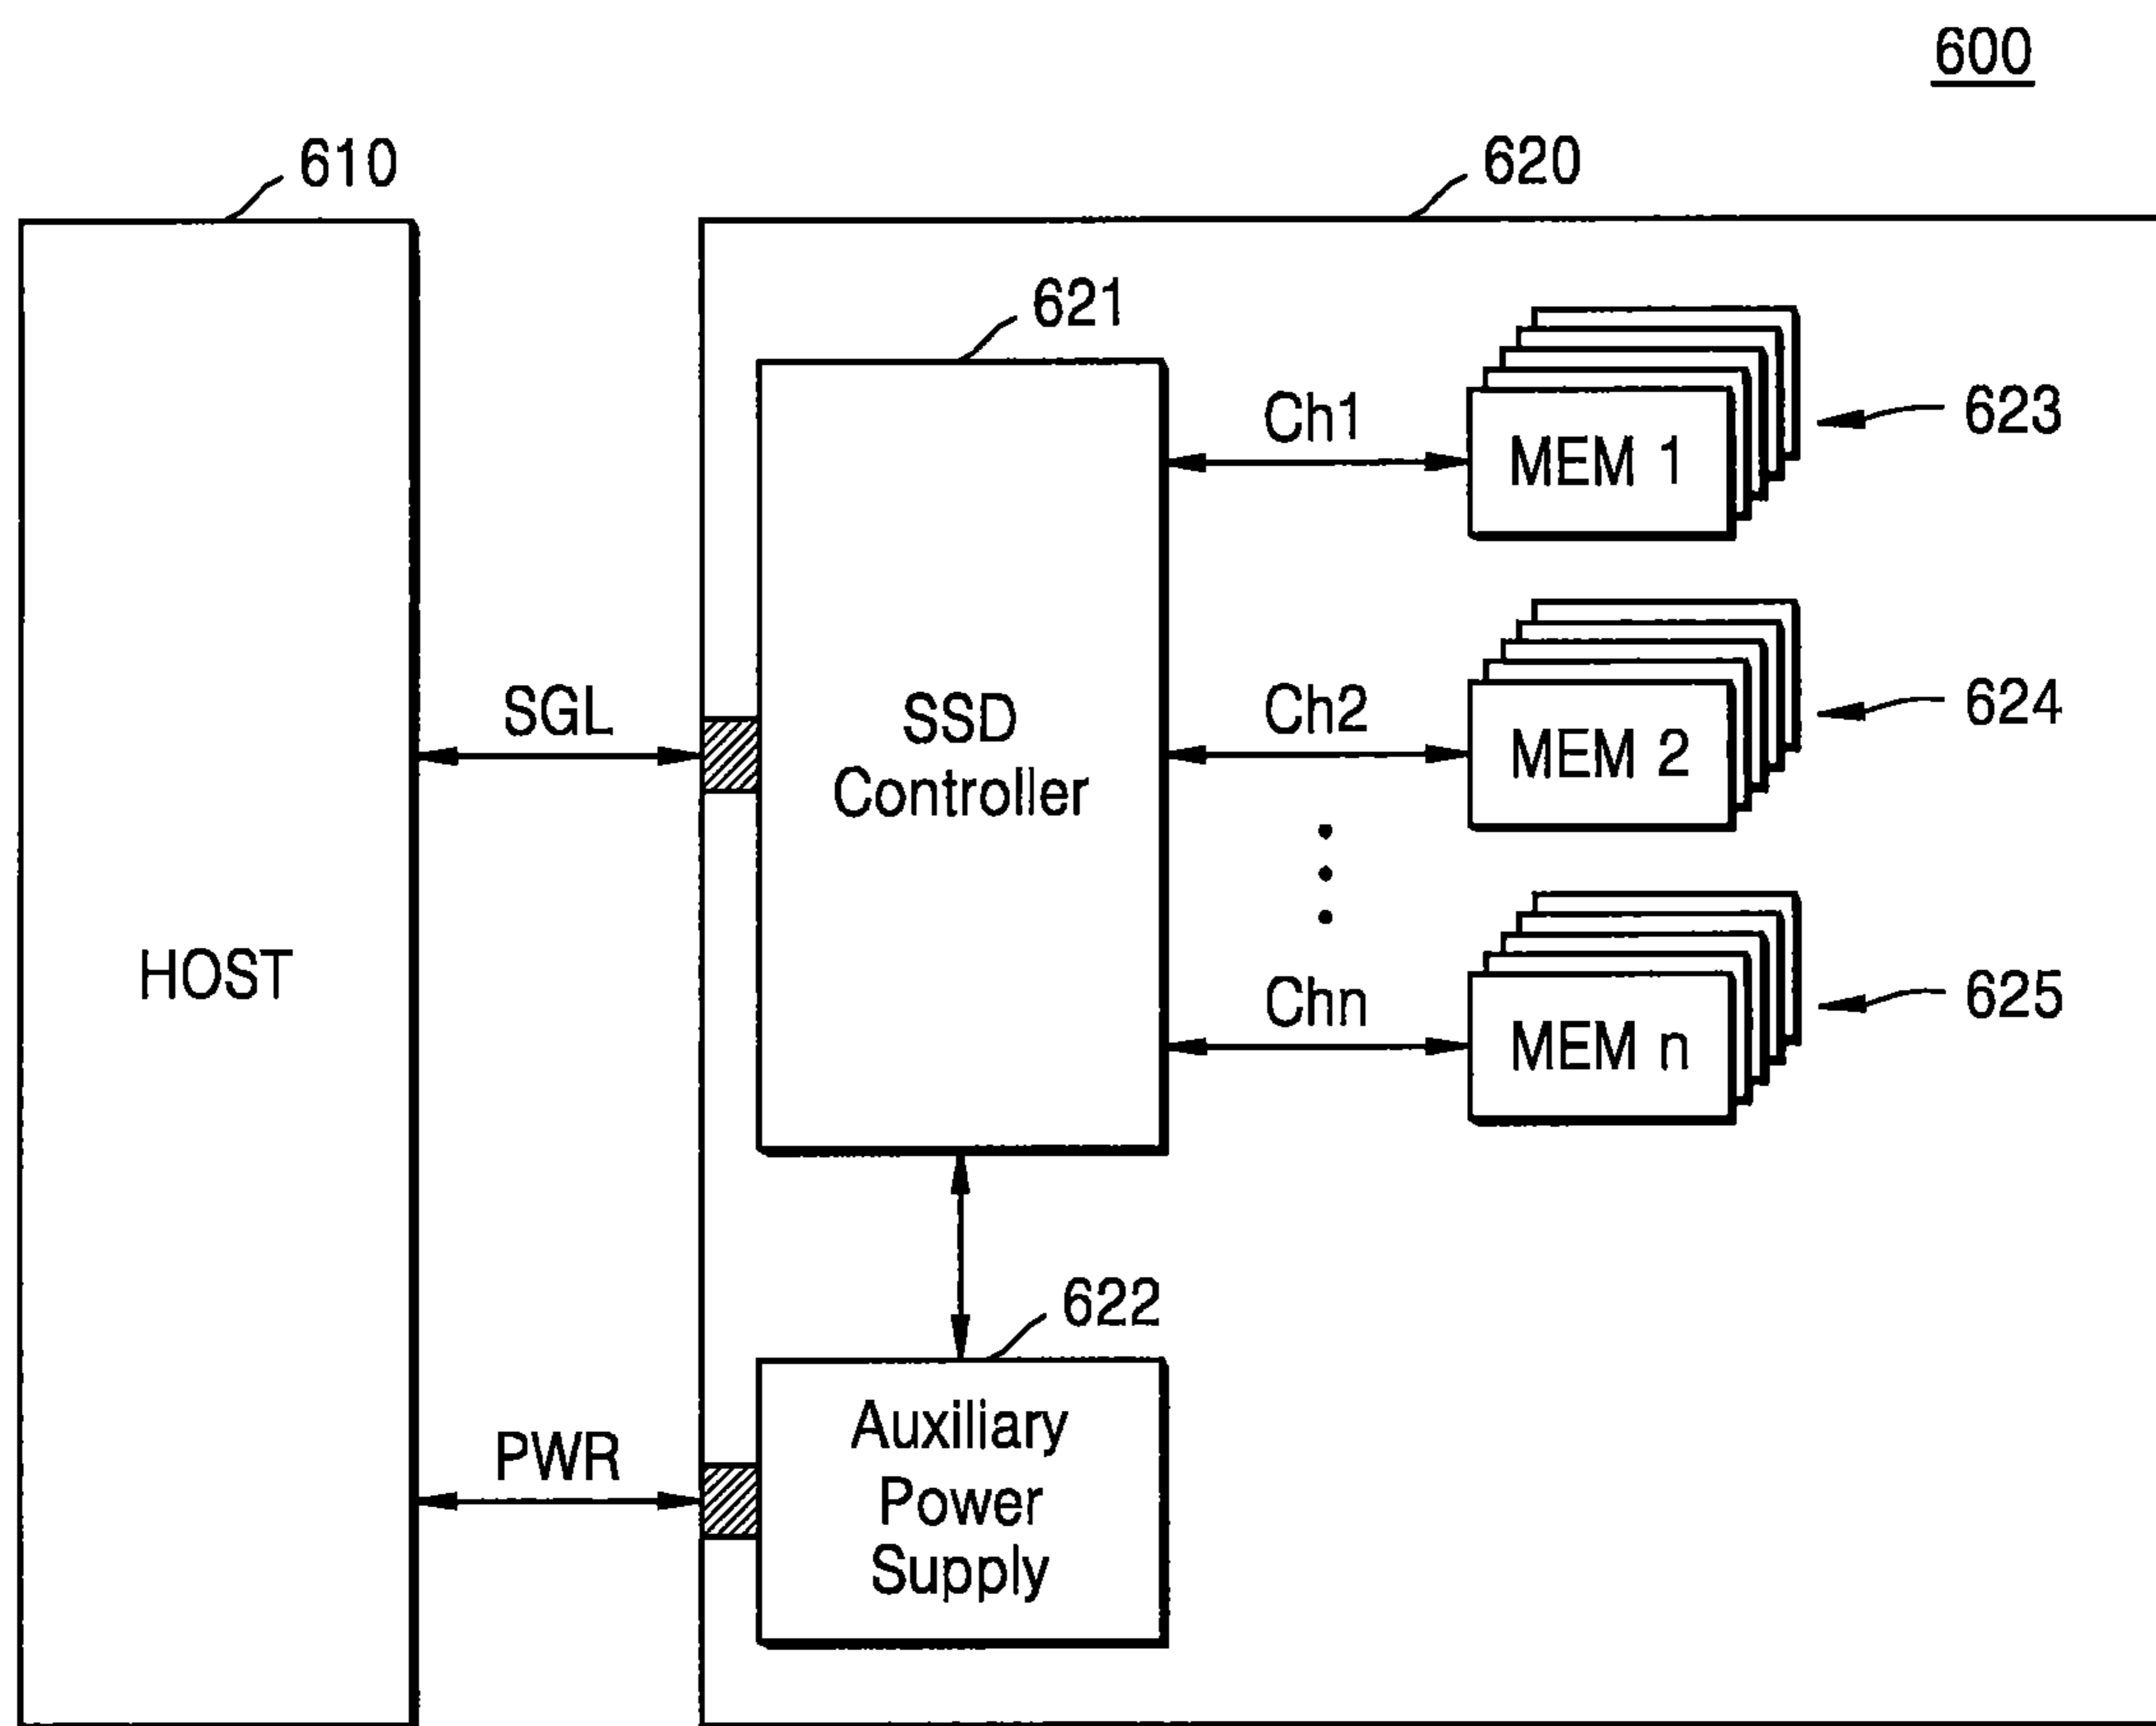 600
610
620
621
Ch1
MEM 1
623
SGL
SSD
Controller
Ch2
MEM 2
624
HOST
Chn
MEM n
625
622
PWR
Auxiliary
Power
Supply